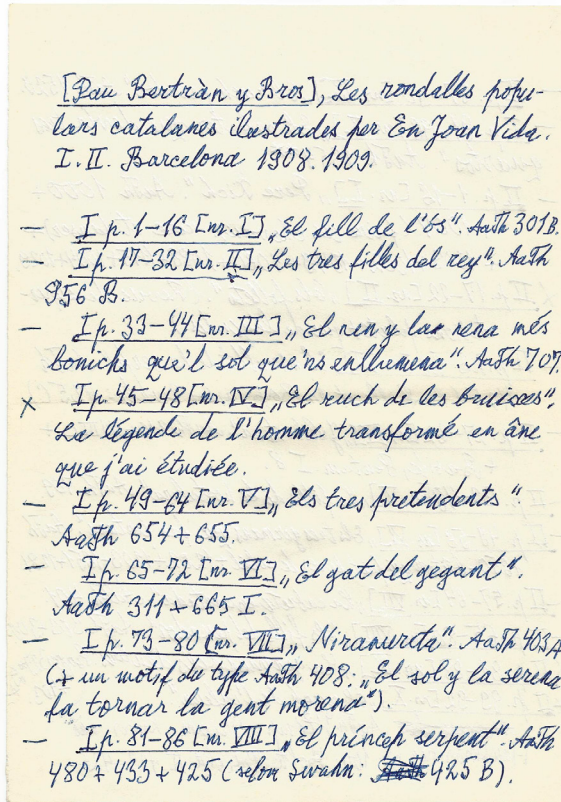 [Pau Bertràn y Bros], Les rondalles popu-
lars catalanes ilustrades per En Joan Vida.
I. II. Barcelona 1908. 1909.
— I p. 1-16 [nr. I] „El fill de l'ós“. AaTh 301B.
— I p. 17-32 [nr. II] „Les tres filles del rey“. AaTh
956 B.
— I p. 33-44 [nr. III] „El nen y la nena més
bonichs que'l sol que'ns enllumena“. AaTh 707.
x I p. 45-48 [nr. IV] „El ruch de les bruixes“.
La légende de l'homme transformé en âne
que j'ai étudiée.
— I p. 49-64 [nr. V] „Els tres pretendents“.
AaTh 654 + 655.
— I p. 65-72 [nr. VI] „El gat del gegant“.
AaTh 311 + 665 I.
— I p. 73-80 [nr. VII] „Niraneta“. AaTh 403A
(+ un motif du type AaTh 408: „El sol y la serena
fa tornar la gent morena“).
— I p. 81-86 [nr. VIII] „El príncep serpent“. AaTh
480 + 433 + 425 (selon Swahn: 425 B).